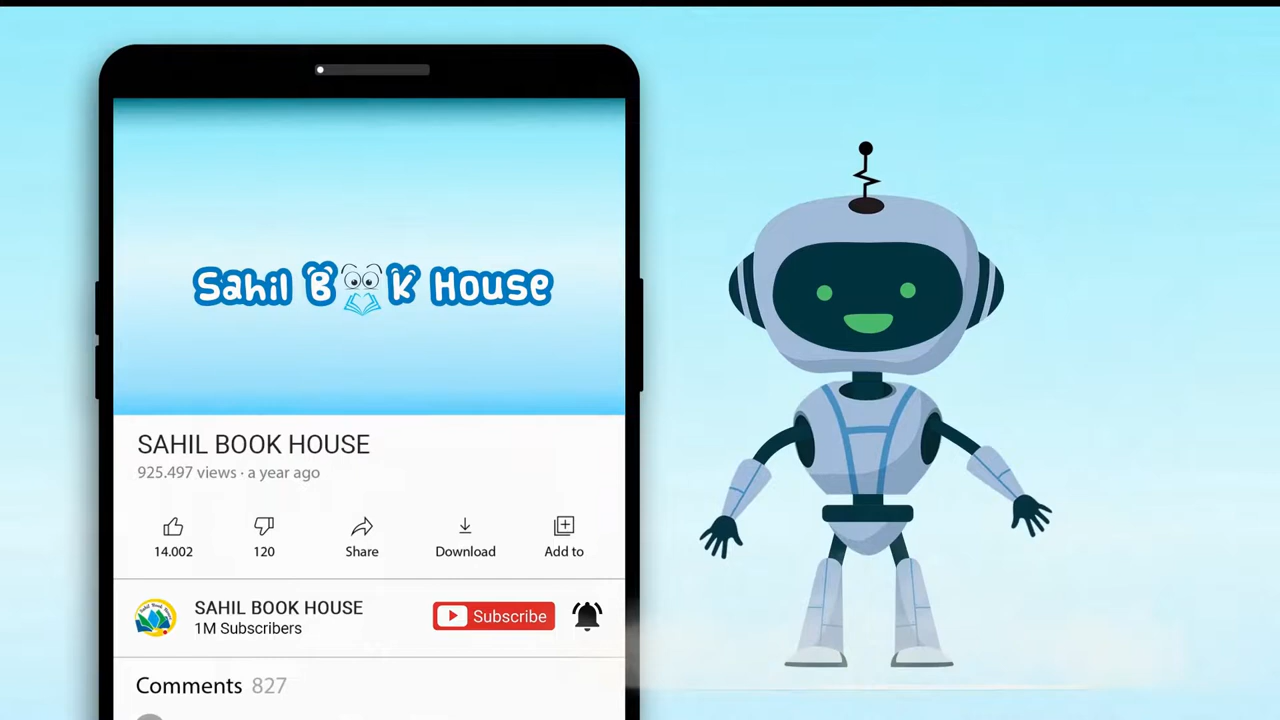 Sahil Book House
SAHIL BOOK HOUSE
925.497 views · a year ago
14.002
120
Share
Download
Add to
SAHIL BOOK HOUSE
1M Subscribers
Subscribe
Comments 827